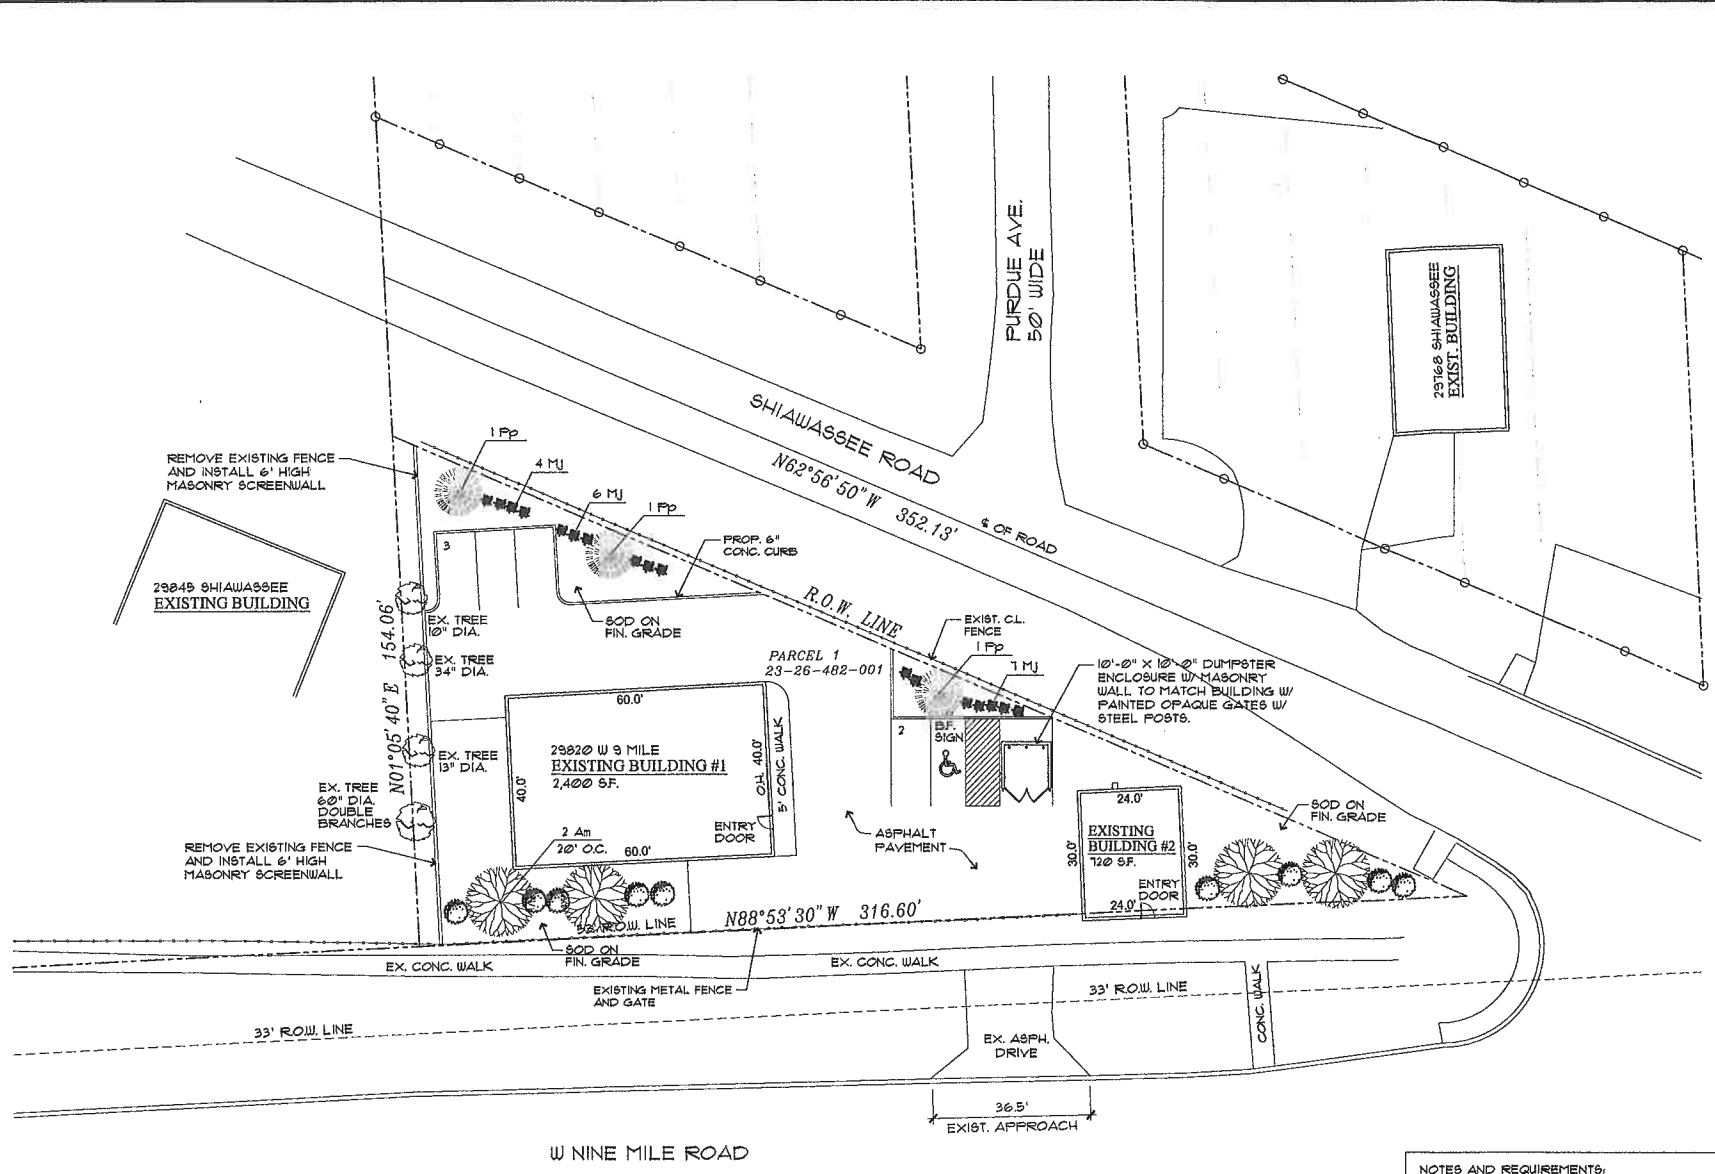 PURDUE AVE.
50' WIDE
29768 SHIAWASSEE
EXIST. BUILDING
SHIAWASSEE ROAD
N62°56'50"W 352.13'
℄ OF ROAD
R.O.W. LINE
1 Pp
4 MJ
6 MJ
1 Pp
REMOVE EXISTING FENCE
AND INSTALL 6' HIGH
MASONRY SCREENWALL
3
PROP. 6"
CONC. CURB
29845 SHIAWASSEE
EXISTING BUILDING
N01°05'40"E 154.06'
EX. TREE
10" DIA.
SOD ON
FIN. GRADE
EXIST. C.L.
FENCE
1 Pp
7 MJ
EX. TREE
34" DIA.
PARCEL 1
23-26-482-001
10'-0" X 10'-0" DUMPSTER
ENCLOSURE W/ MASONRY
WALL TO MATCH BUILDING W/
PAINTED OPAQUE GATES W/
STEEL POSTS.
60.0'
29820 W 9 MILE
EXISTING BUILDING #1
2,400 SF.
40.0'
O.H. 40.0'
5' CONC. WALK
2
B.F.
SIGN
EX. TREE
13" DIA.
EX. TREE
60" DIA.
DOUBLE
BRANCHES
ENTRY
DOOR
2 Am
20' O.C.
60.0'
REMOVE EXISTING FENCE
AND INSTALL 6' HIGH
MASONRY SCREENWALL
ASPHALT
PAVEMENT
24.0'
EXISTING
BUILDING #2
720 SF.
30.0'
30.0'
ENTRY
DOOR
24.0'
SOD ON
FIN. GRADE
N88°53'30"W 316.60'
R.O.W. LINE
SOD ON
FIN. GRADE
EX. CONC. WALK
EX. CONC. WALK
EXISTING METAL FENCE
AND GATE
33' R.O.W. LINE
33' R.O.W. LINE
CONC. WALK
EX. ASPH.
DRIVE
36.5'
EXIST. APPROACH
W NINE MILE ROAD
NOTES AND REQUIREMENTS: